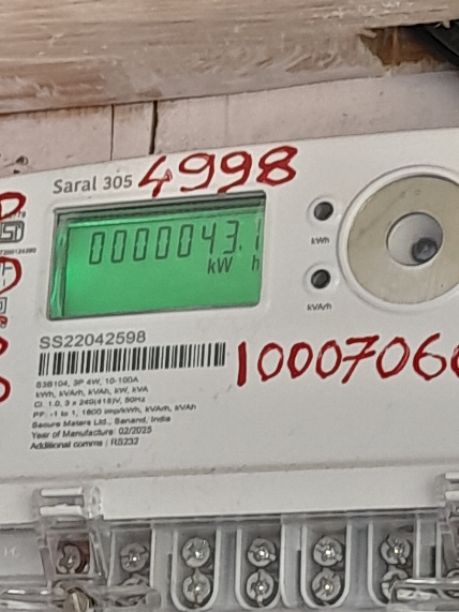 Saral 305 4998
0000043.1
kW h
kWh
kVArh
SS22042598
S3B104, 3P 4W, 10-100A
kWh, kVArh, kVAh, kW, kVA
Cl. 1.0, 3 x 240(415)V, 50Hz
PF: -1 to 1, 1600 imp/kWh, kVArh, kVAh
Secure Meters Ltd., Sanand, India
Year of Manufacture: 02/2025
Additional comms : RS232
1000706